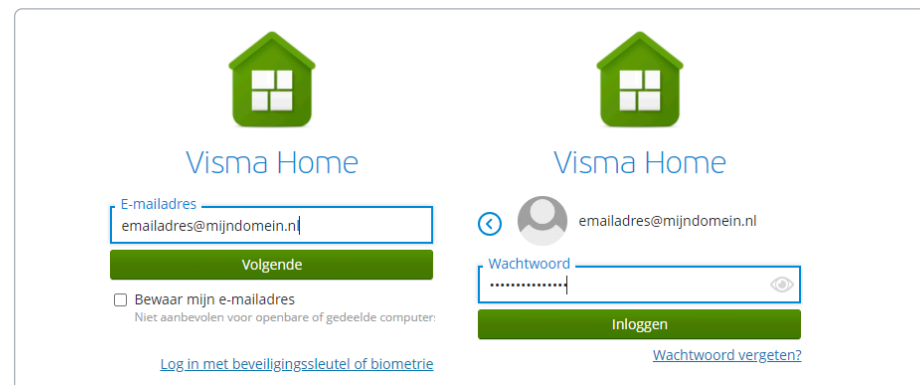 Visma Home
E-mailadres
emailadres@mijndomein.nl
Volgende
Bewaar mijn e-mailadres
Niet aanbevolen voor openbare of gedeelde computer
Log in met beveiligingssleutel of biometrie
Visma Home
emailadres@mijndomein.nl
Wachtwoord
•••••••••••••••
Inloggen
Wachtwoord vergeten?